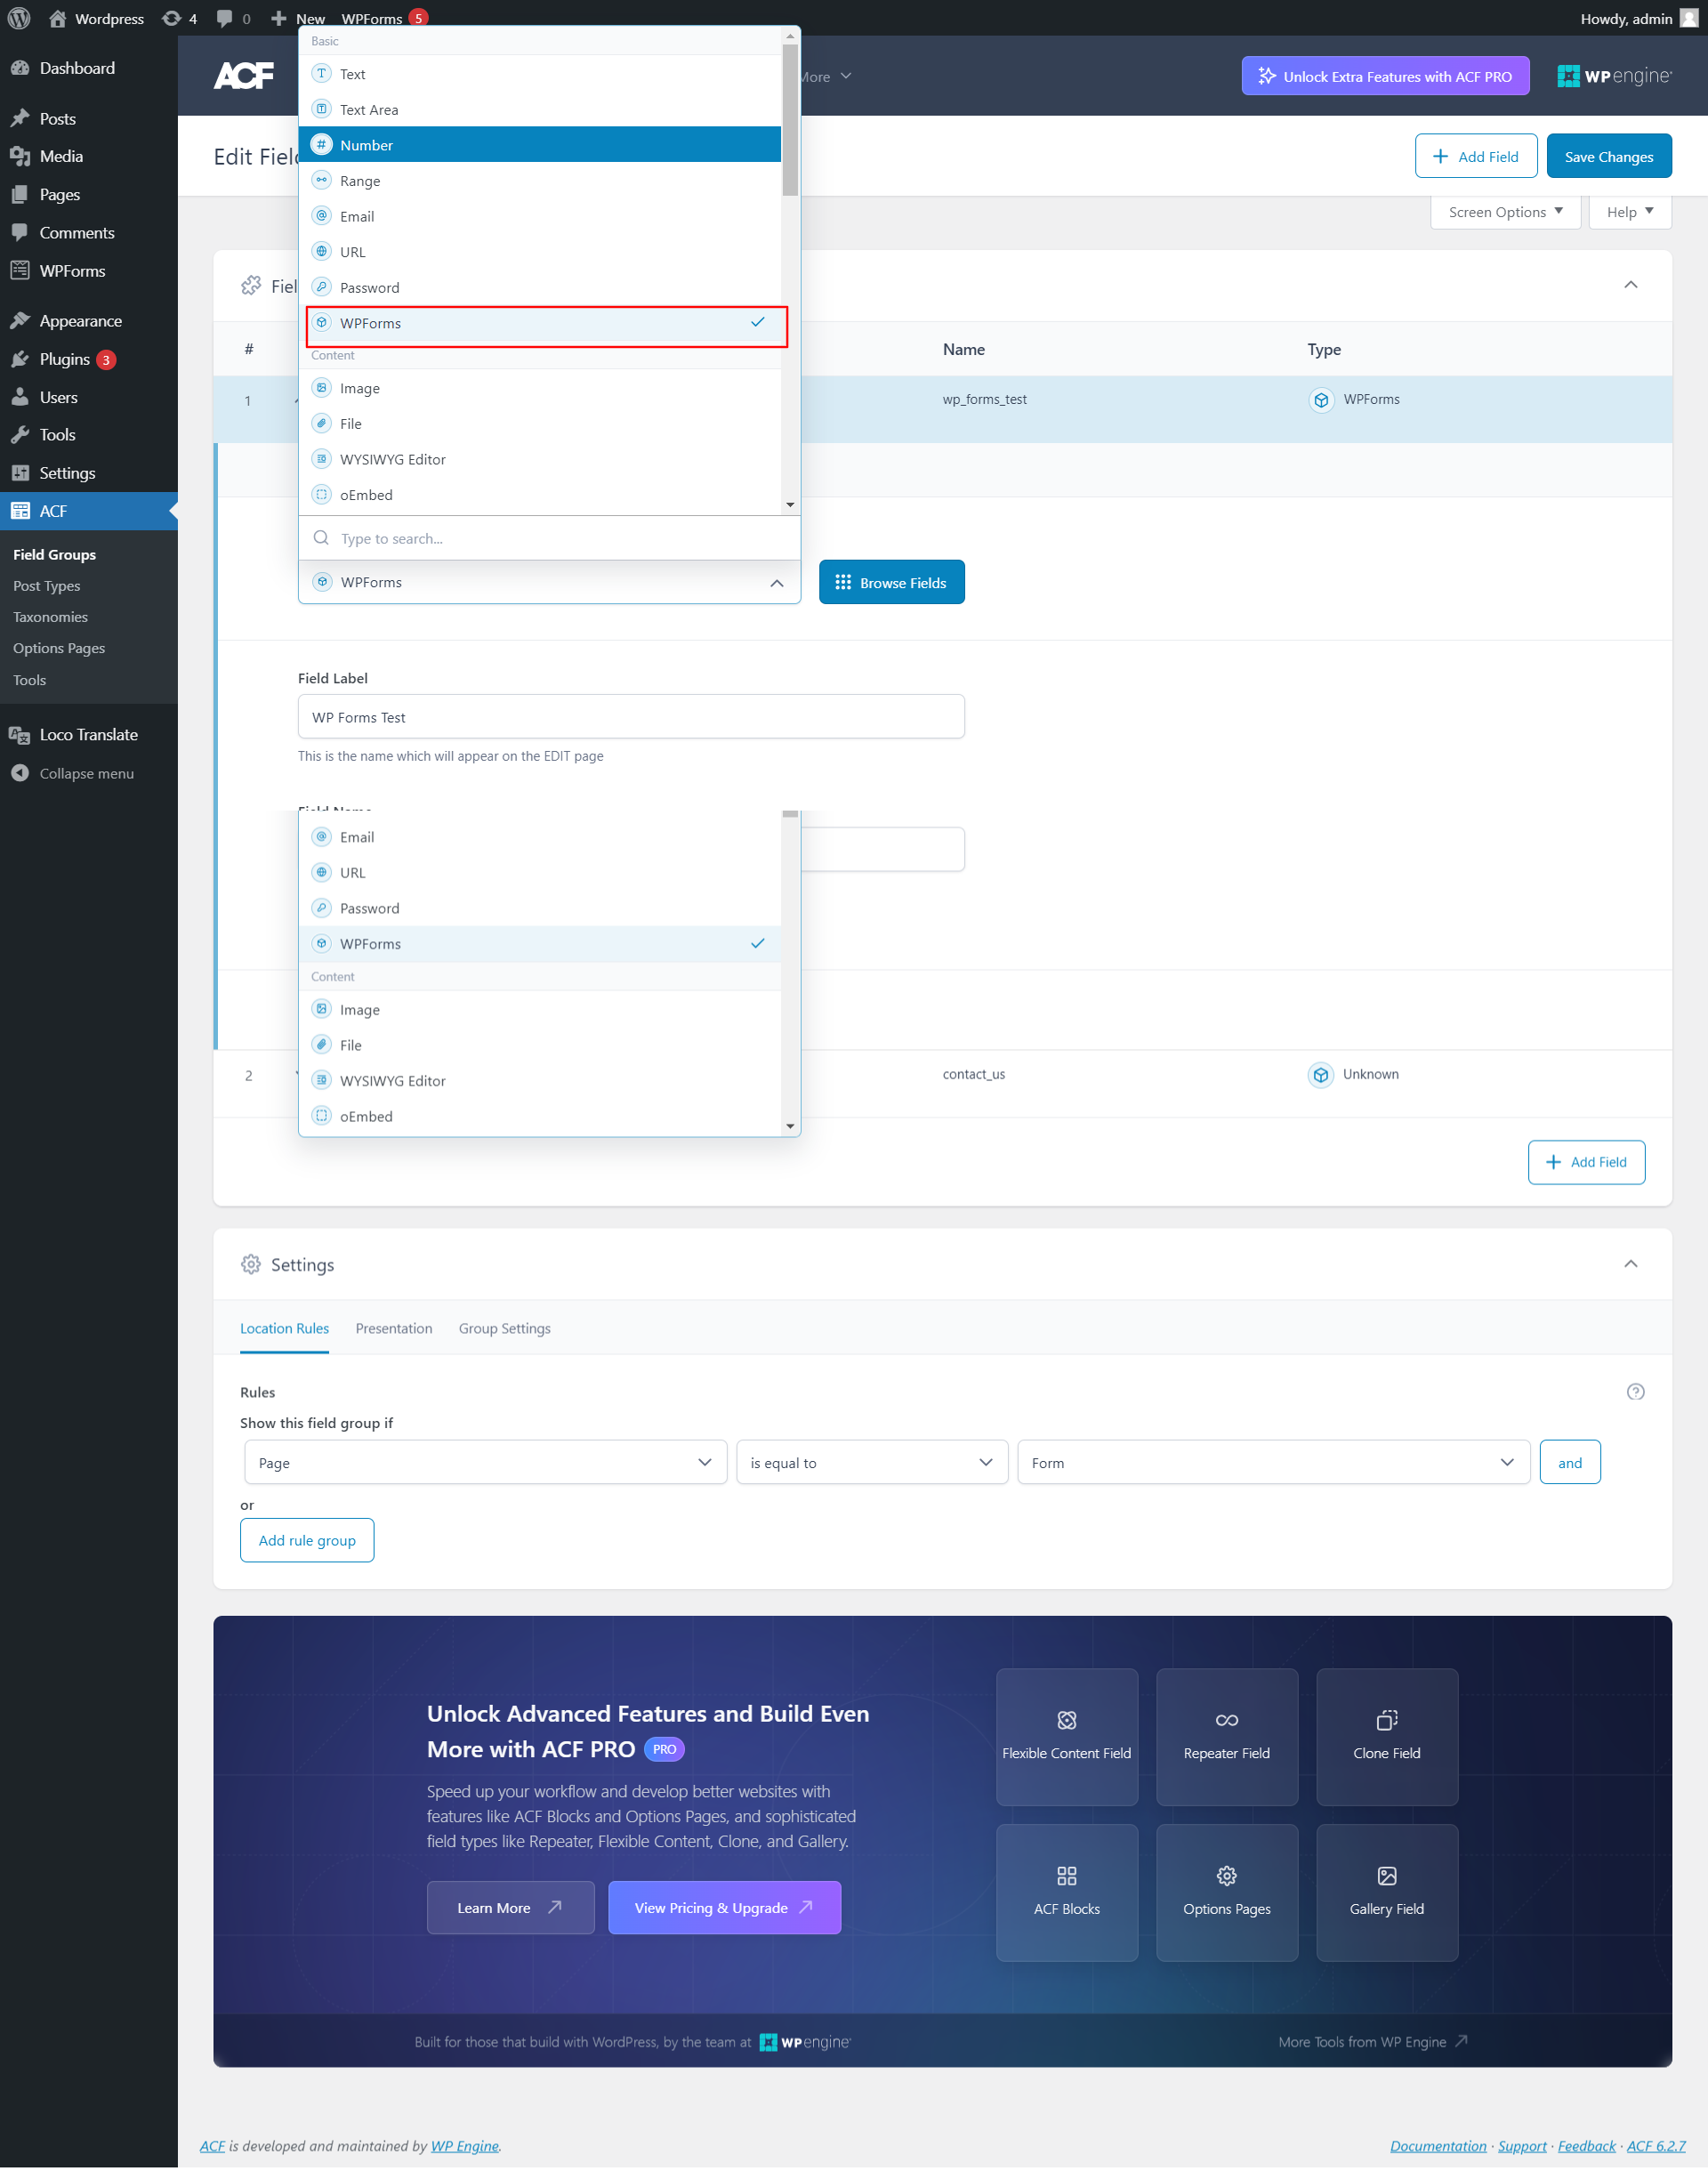 Wordpress 4 0 New WPForms 5 Howdy, admin
Dashboard
Posts
Media
Pages
Comments
WPForms
Appearance
Plugins 3
Users
Tools
Settings
ACF
Field Groups
Post Types
Taxonomies
Options Pages
Tools
Loco Translate
Collapse menu
ACF
More
Unlock Extra Features with ACF PRO
WP engine
Edit Fiel
Add Field
Save Changes
Screen Options
Help
Basic
Text
Text Area
Number
Range
Email
URL
Password
WPForms
Content
Image
File
WYSIWYG Editor
oEmbed
Type to search...
WPForms
Browse Fields
Fiel
# Name Type
1 wp_forms_test WPForms
Field Label
WP Forms Test
This is the name which will appear on the EDIT page
Field Name
Email
URL
Password
WPForms
Content
Image
File
WYSIWYG Editor
oEmbed
2 contact_us Unknown
Add Field
Settings
Location Rules Presentation Group Settings
Rules
Show this field group if
Page is equal to Form and
or
Add rule group
Unlock Advanced Features and Build Even
More with ACF PRO PRO
Speed up your workflow and develop better websites with
features like ACF Blocks and Options Pages, and sophisticated
field types like Repeater, Flexible Content, Clone, and Gallery.
Learn More
View Pricing & Upgrade
Flexible Content Field
Repeater Field
Clone Field
ACF Blocks
Options Pages
Gallery Field
Built for those that build with WordPress, by the team at WP engine
More Tools from WP Engine
ACF is developed and maintained by WP Engine.
Documentation · Support · Feedback · ACF 6.2.7